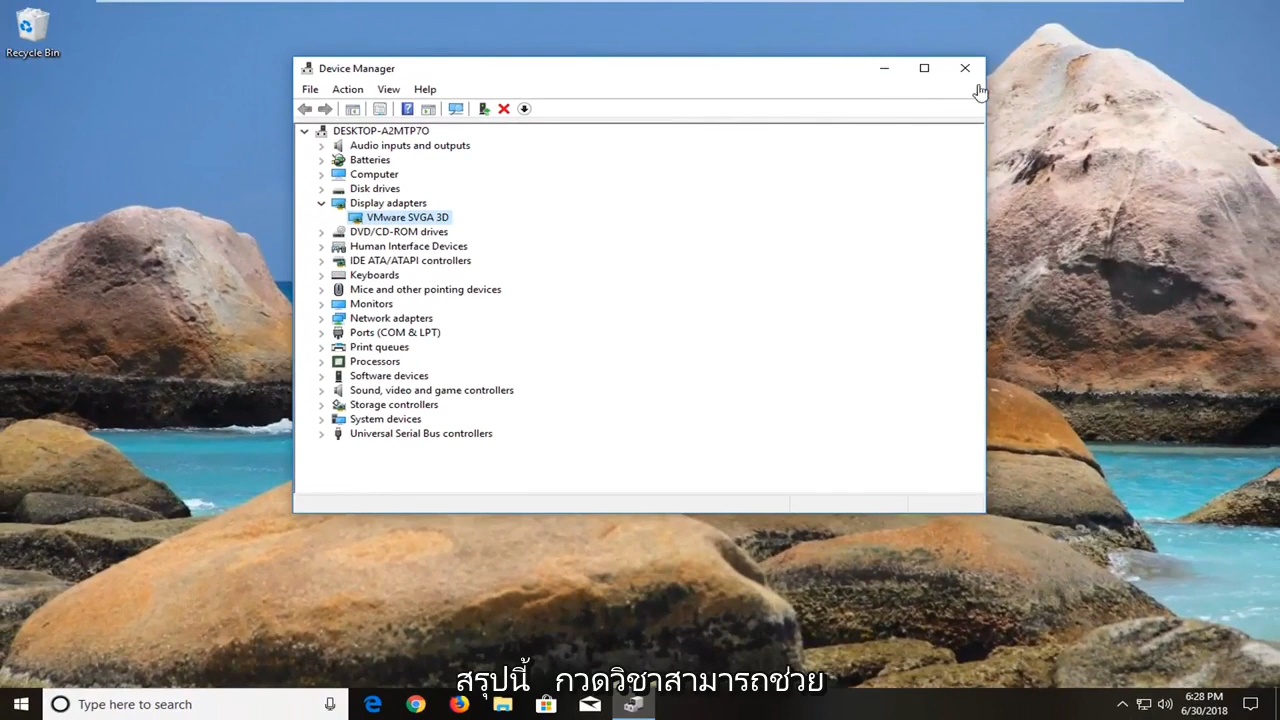 Recycle Bin
Device Manager
File Action View Help
DESKTOP-A2MTP7O
Audio inputs and outputs
Batteries
Computer
Disk drives
Display adapters
VMware SVGA 3D
DVD/CD-ROM drives
Human Interface Devices
IDE ATA/ATAPI controllers
Keyboards
Mice and other pointing devices
Monitors
Network adapters
Ports (COM & LPT)
Print queues
Processors
Software devices
Sound, video and game controllers
Storage controllers
System devices
Universal Serial Bus controllers
สรุปนี้ กวดวิชาสามารถช่วย
Type here to search
6:28 PM
6/30/2018